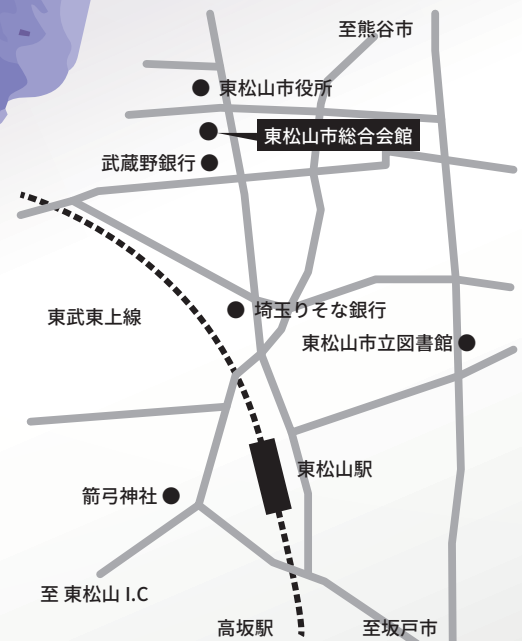 至熊谷市
東松山市役所
東松山市総合会館
武蔵野銀行
埼玉りそな銀行
東武東上線
東松山市立図書館
東松山駅
箭弓神社
至 東松山 I.C
高坂駅
至坂戸市